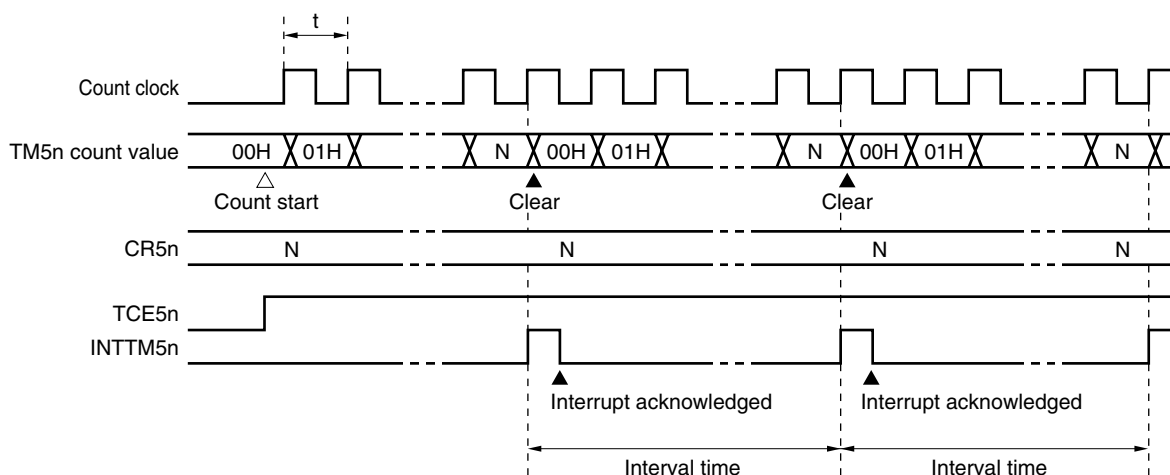 t
Count clock
TM5n count value 00H 01H N 00H 01H N 00H 01H N
Count start Clear Clear
CR5n N N N N
TCE5n
INTTM5n
Interrupt acknowledged Interrupt acknowledged
Interval time Interval time